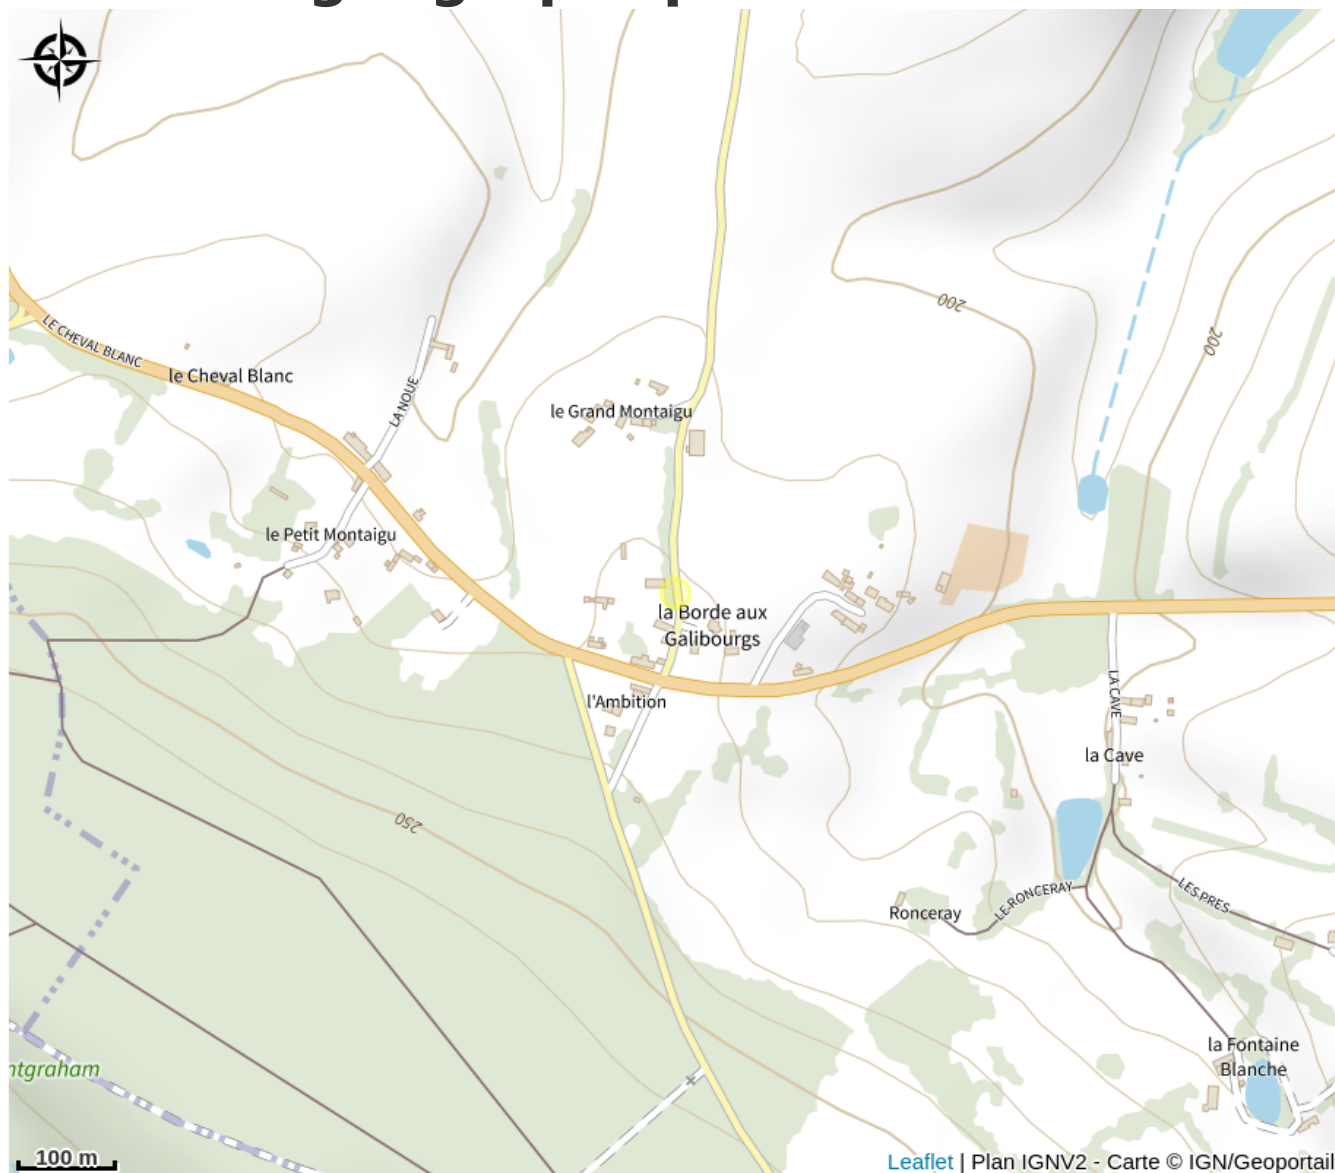 200
200
LE CHEVAL BLANC
le Cheval Blanc
LA NOUE
le Grand Montaigu
le Petit Montaigu
la Borde aux
Galibourgs
l'Ambition
LA CAVE
la Cave
250
LES PRES
LE RONCERAY
Ronceray
la Fontaine
Blanche
ntgraham
100 m
Leaflet | Plan IGNV2 - Carte © IGN/Geoportail